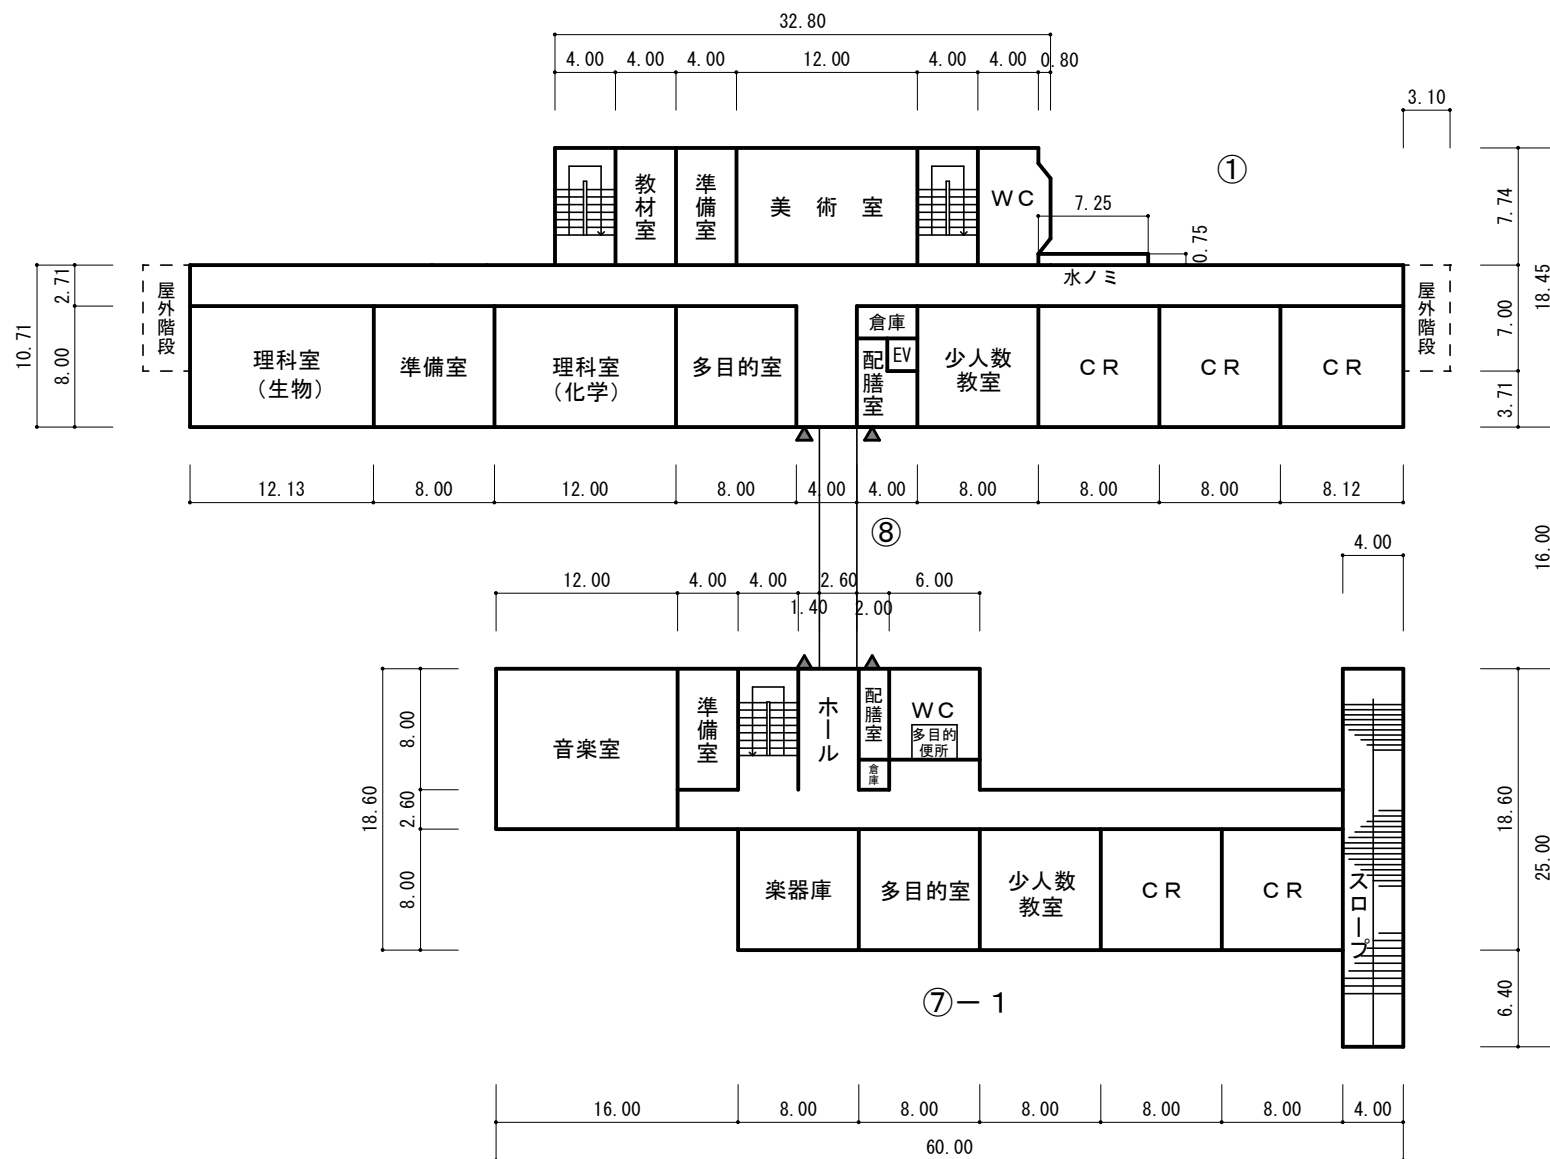 32.80
4.00 4.00 4.00 12.00 4.00 4.00 0.80
3.10
①
教材室
準備室
美術室
WC
7.25
0.75
7.74
18.45
水ノミ
屋外階段
屋外階段
2.71
10.71
8.00
7.00
3.71
倉庫
EV
配膳室
理科室
(生物)
準備室
理科室
(化学)
多目的室
少人数
教室
CR
CR
CR
12.13 8.00 12.00 8.00 4.00 4.00 8.00 8.00 8.00 8.12
⑧
16.00
4.00
12.00 4.00 4.00 2.60 6.00
1.40 2.00
音楽室
準備室
ホール
配膳室
WC
多目的
便所
倉庫
8.00
2.60
18.60
8.00
18.60
25.00
6.40
楽器庫
多目的室
少人数
教室
CR
CR
スロープ
⑦－1
16.00 8.00 8.00 8.00 8.00 8.00 4.00
60.00